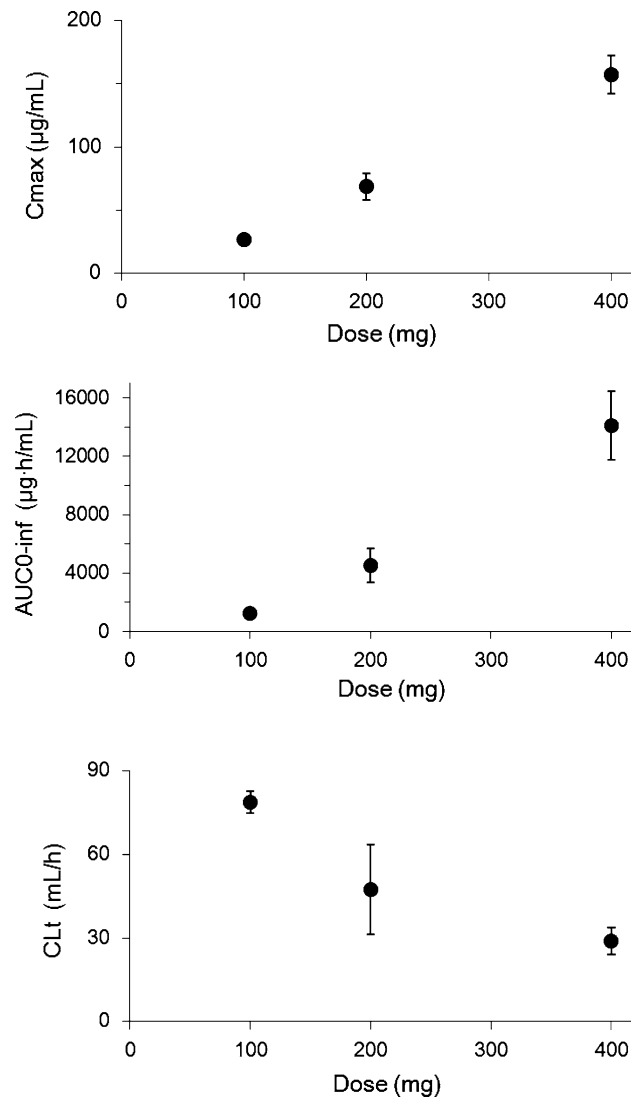 200
100
0
Cmax (µg/mL)
0 100 200 300 400
Dose (mg)
16000
12000
8000
4000
0
AUC0-inf (µg·h/mL)
0 100 200 300 400
Dose (mg)
90
60
30
0
CLt (mL/h)
0 100 200 300 400
Dose (mg)